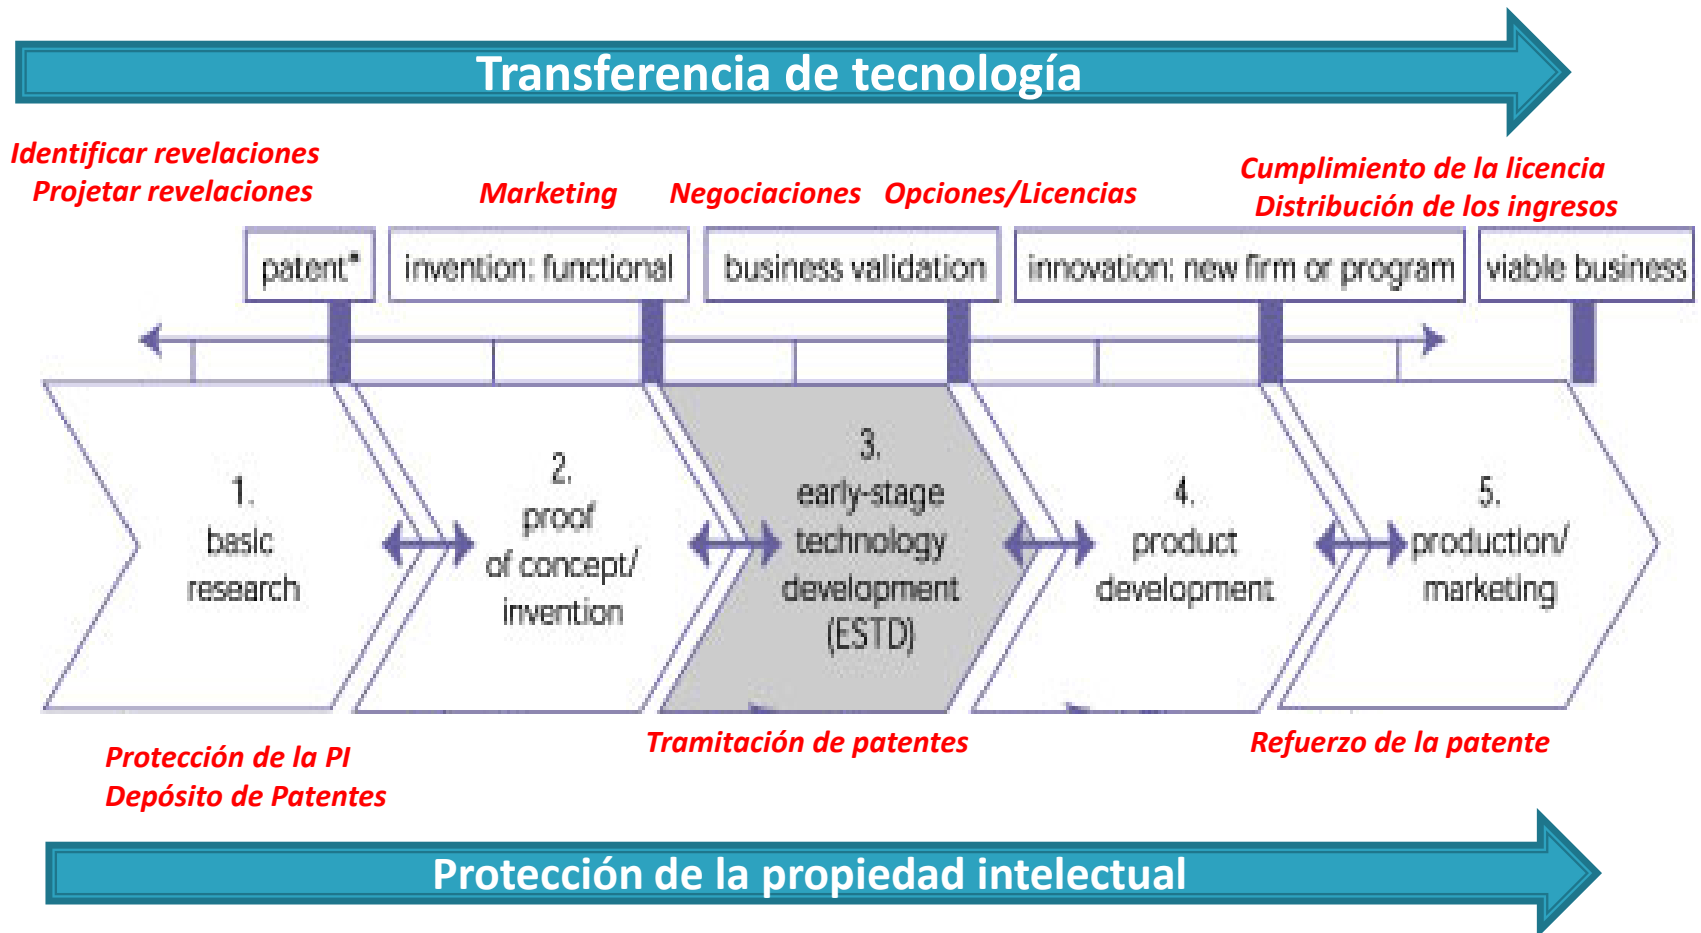 Transferencia de tecnología
Identificar revelaciones
Projetar revelaciones
Marketing
Negociaciones
Opciones/Licencias
Cumplimiento de la licencia
Distribución de los ingresos
patent*
invention: functional
business validation
innovation: new firm or program
viable business
1.
basic
research
2.
proof
of concept/
invention
3.
early-stage
technology
development
(ESTD)
4.
product
development
5.
production/
marketing
Protección de la PI
Depósito de Patentes
Tramitación de patentes
Refuerzo de la patente
Protección de la propiedad intelectual